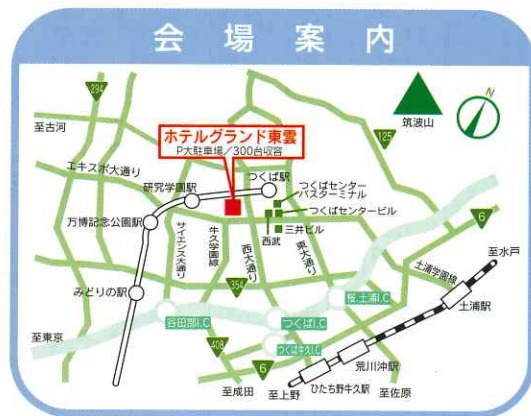 会場案内
294
至古河
ホテルグランド東雲
P大駐車場/300台収容
125
筑波山
N
エキスポ大通り
研究学園駅
つくば駅
つくばセンター
バスターミナル
つくばセンタービル
三井ビル
西武
万博記念公園駅
サイエンス大通り
牛久学園線
西大通り
東大通り
6
至水戸
土浦学園線
みどりの駅
354
桜,土浦I.C
土浦駅
至東京
谷田部I.C
つくばI.C
つくば牛久I.C
408
6
荒川沖駅
ひたち野牛久駅
至成田
至上野
至佐原